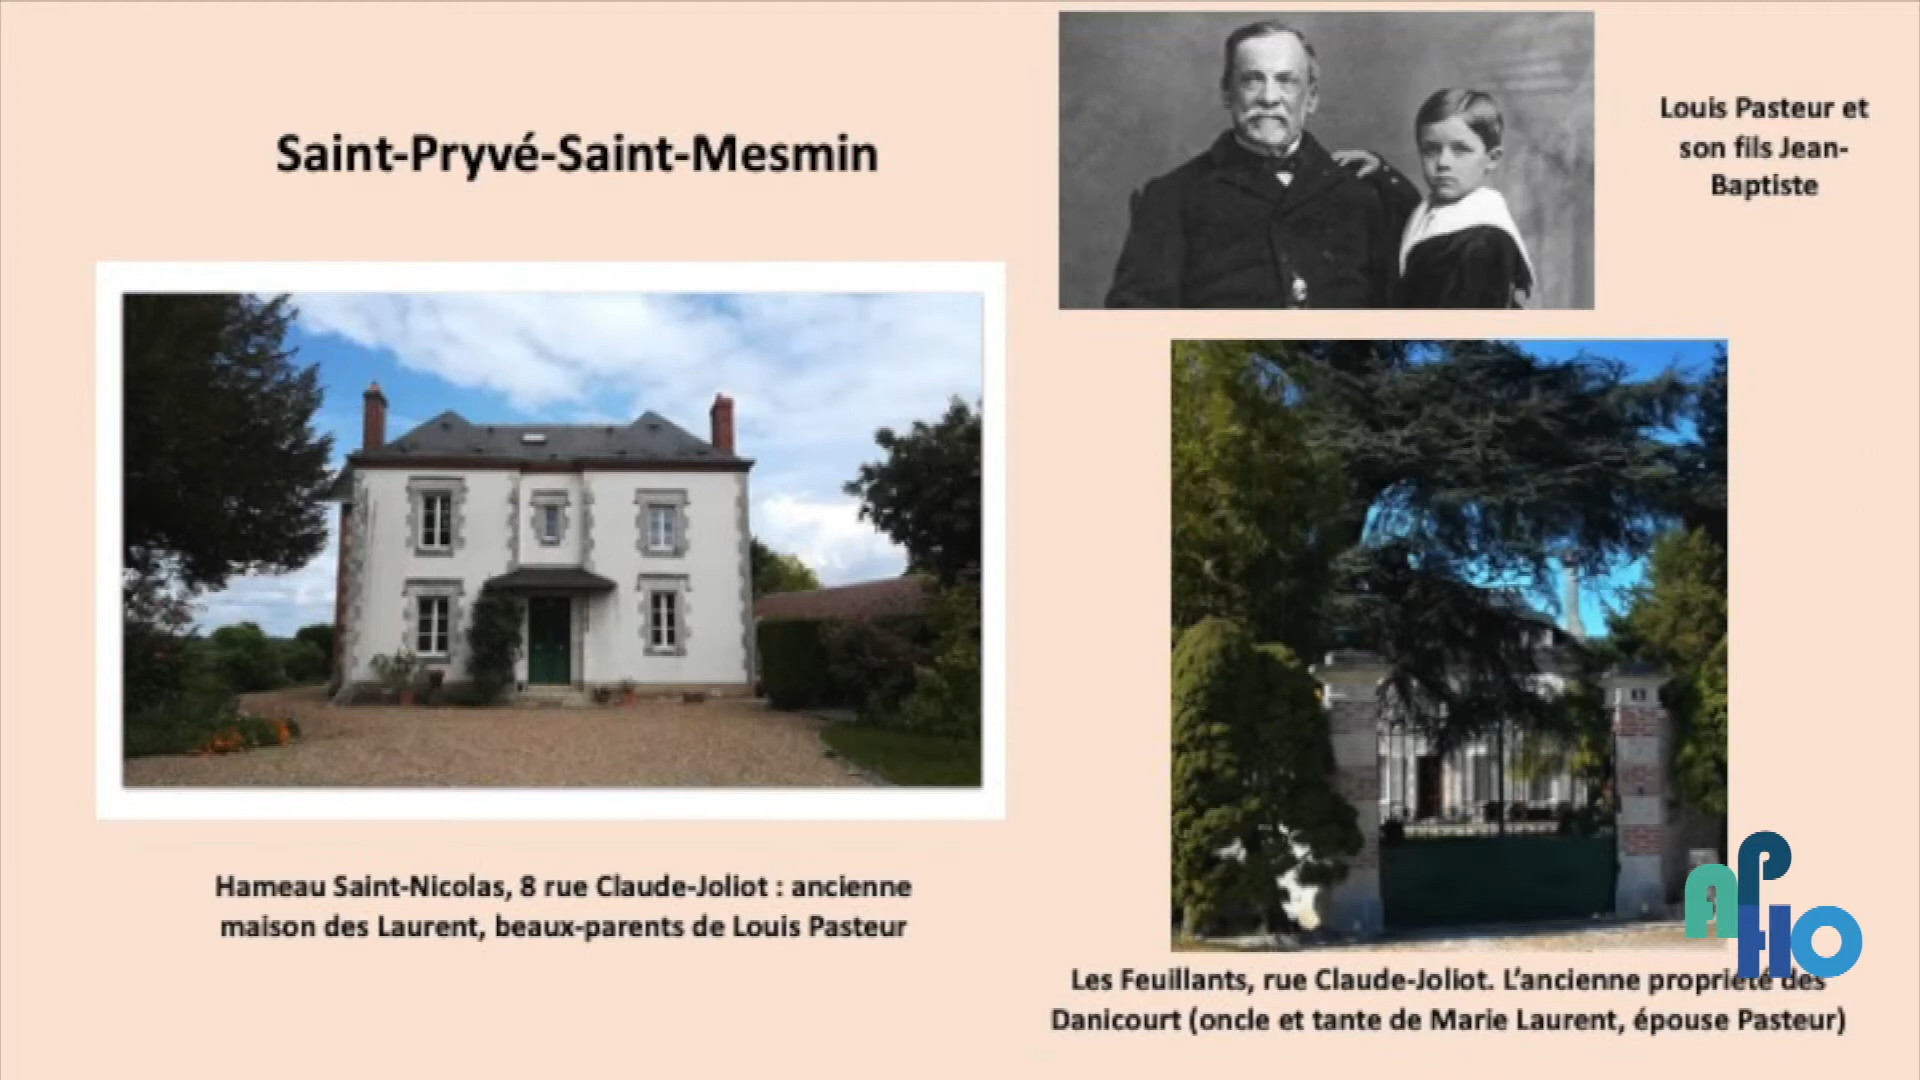 Saint-Pryvé-Saint-Mesmin
Louis Pasteur et
son fils Jean-
Baptiste
Hameau Saint-Nicolas, 8 rue Claude-Joliot : ancienne
maison des Laurent, beaux-parents de Louis Pasteur
Les Feuillants, rue Claude-Joliot. L’ancienne propriété des
Danicourt (oncle et tante de Marie Laurent, épouse Pasteur)
APHO